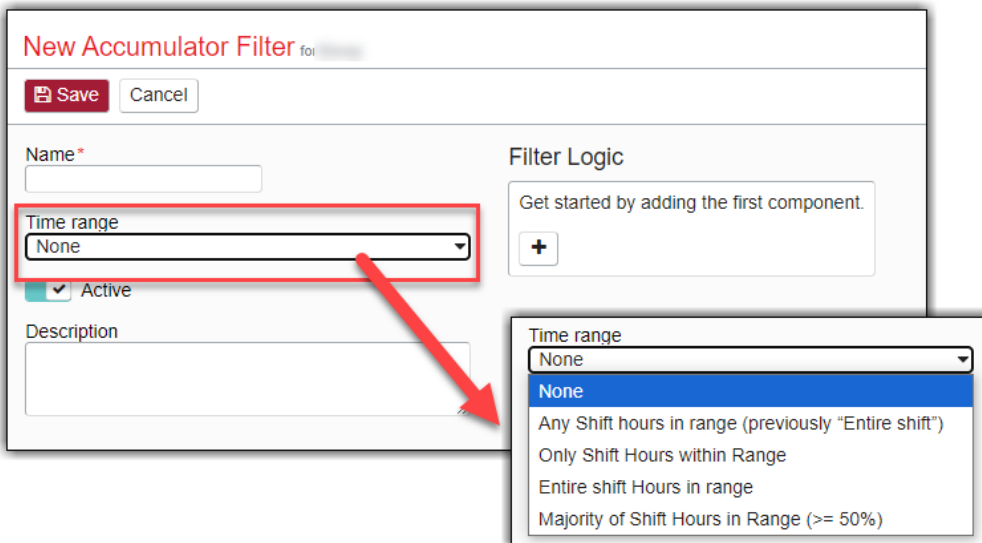 New Accumulator Filter for
Save Cancel
Name*
Time range
None
Active
Description
Filter Logic
Get started by adding the first component.
+
Time range
None
None
Any Shift hours in range (previously “Entire shift”)
Only Shift Hours within Range
Entire shift Hours in range
Majority of Shift Hours in Range (>= 50%)